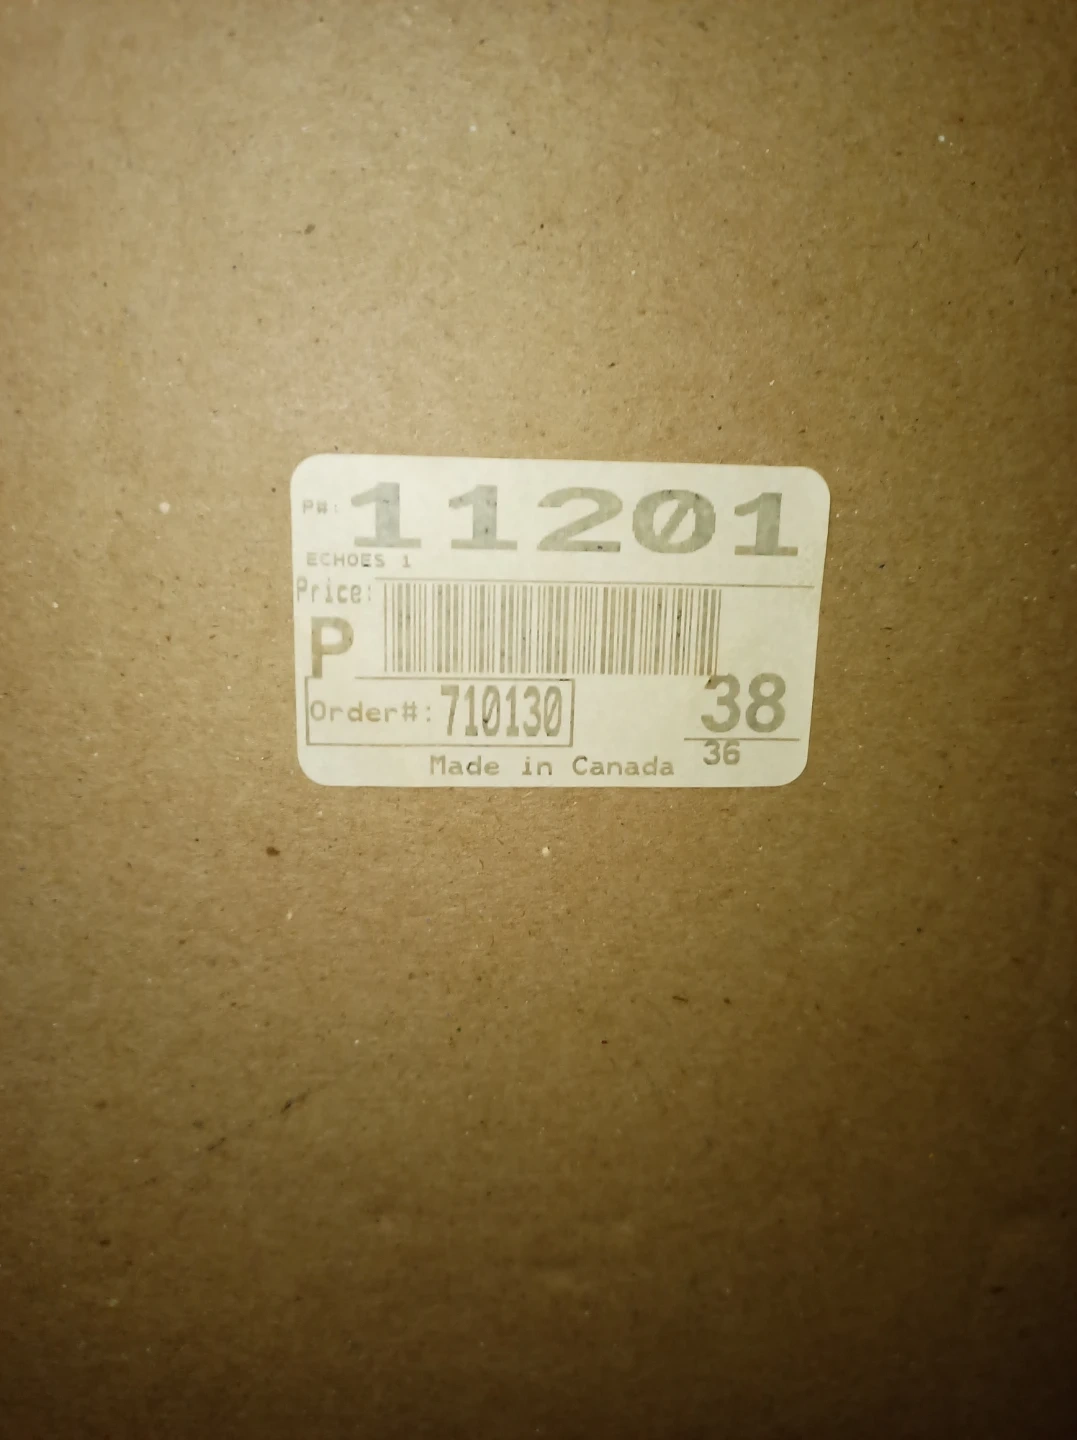 P#: 11201
ECHOES 1
Price:
P
Order#: 710130
38
36
Made in Canada